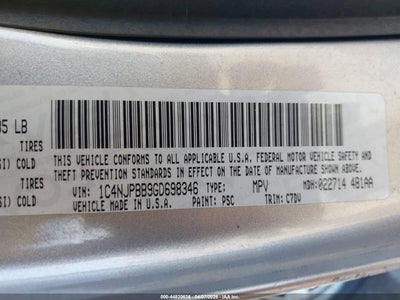 05 LB
TIRES
SI) COLD
TIRES
SI) COLD
THIS VEHICLE CONFORMS TO ALL APPLICABLE U.S.A. FEDERAL MOTOR VEHICLE SAFETY
AND THEFT PREVENTION STANDARDS IN EFFECT ON THE DATE OF MANUFACTURE SHOWN ABOVE.
VIN: 1C4NJPBB9GD698346 TYPE: MPV MDH: 022714 481AA
VEHICLE MADE IN U.S.A. PAINT: PSC TRIM: C7DV
000-44820636 | 04/07/2026 | IAA Inc.